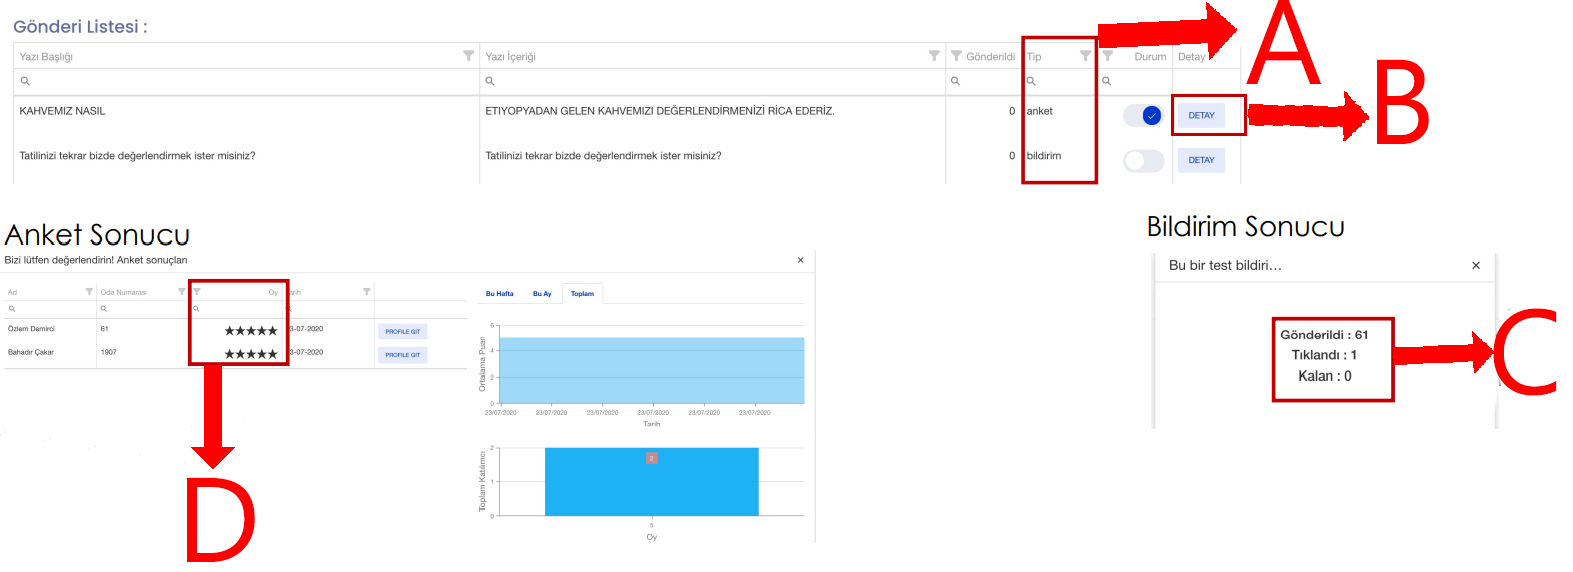 Gönderi Listesi :
Yazı Başlığı Yazı İçeriği Gönderildi Tip Durum Detay
KAHVEMIZ NASIL ETIYOPYADAN GELEN KAHVEMIZI DEĞERLENDİRMENİZİ RİCA EDERİZ. 0 anket DETAY
Tatilinizi tekrar bizde değerlendirmek ister misiniz? Tatilinizi tekrar bizde değerlendirmek ister misiniz? 0 bildirim DETAY
A
B
Anket Sonucu
Bizi lütfen değerlendirin! Anket sonuçları ×
Ad Oda Numarası Oy arih
Özlem Demirci 61 ★★★★★ 3-07-2020 PROFILE GIT
Bahadır Çakar 1907 ★★★★★ 3-07-2020 PROFILE GIT
D
Bu Hafta Bu Ay Toplam
Ortalama Puan
6
4
2
0
23/07/2020 23/07/2020 23/07/2020 23/07/2020 23/07/2020 23/07/2020
Tarih
Toplam Katılımcı
2
2
1
0
5
Oy
Bildirim Sonucu
Bu bir test bildiri... ×
Gönderildi : 61
Tıklandı : 1
Kalan : 0
C